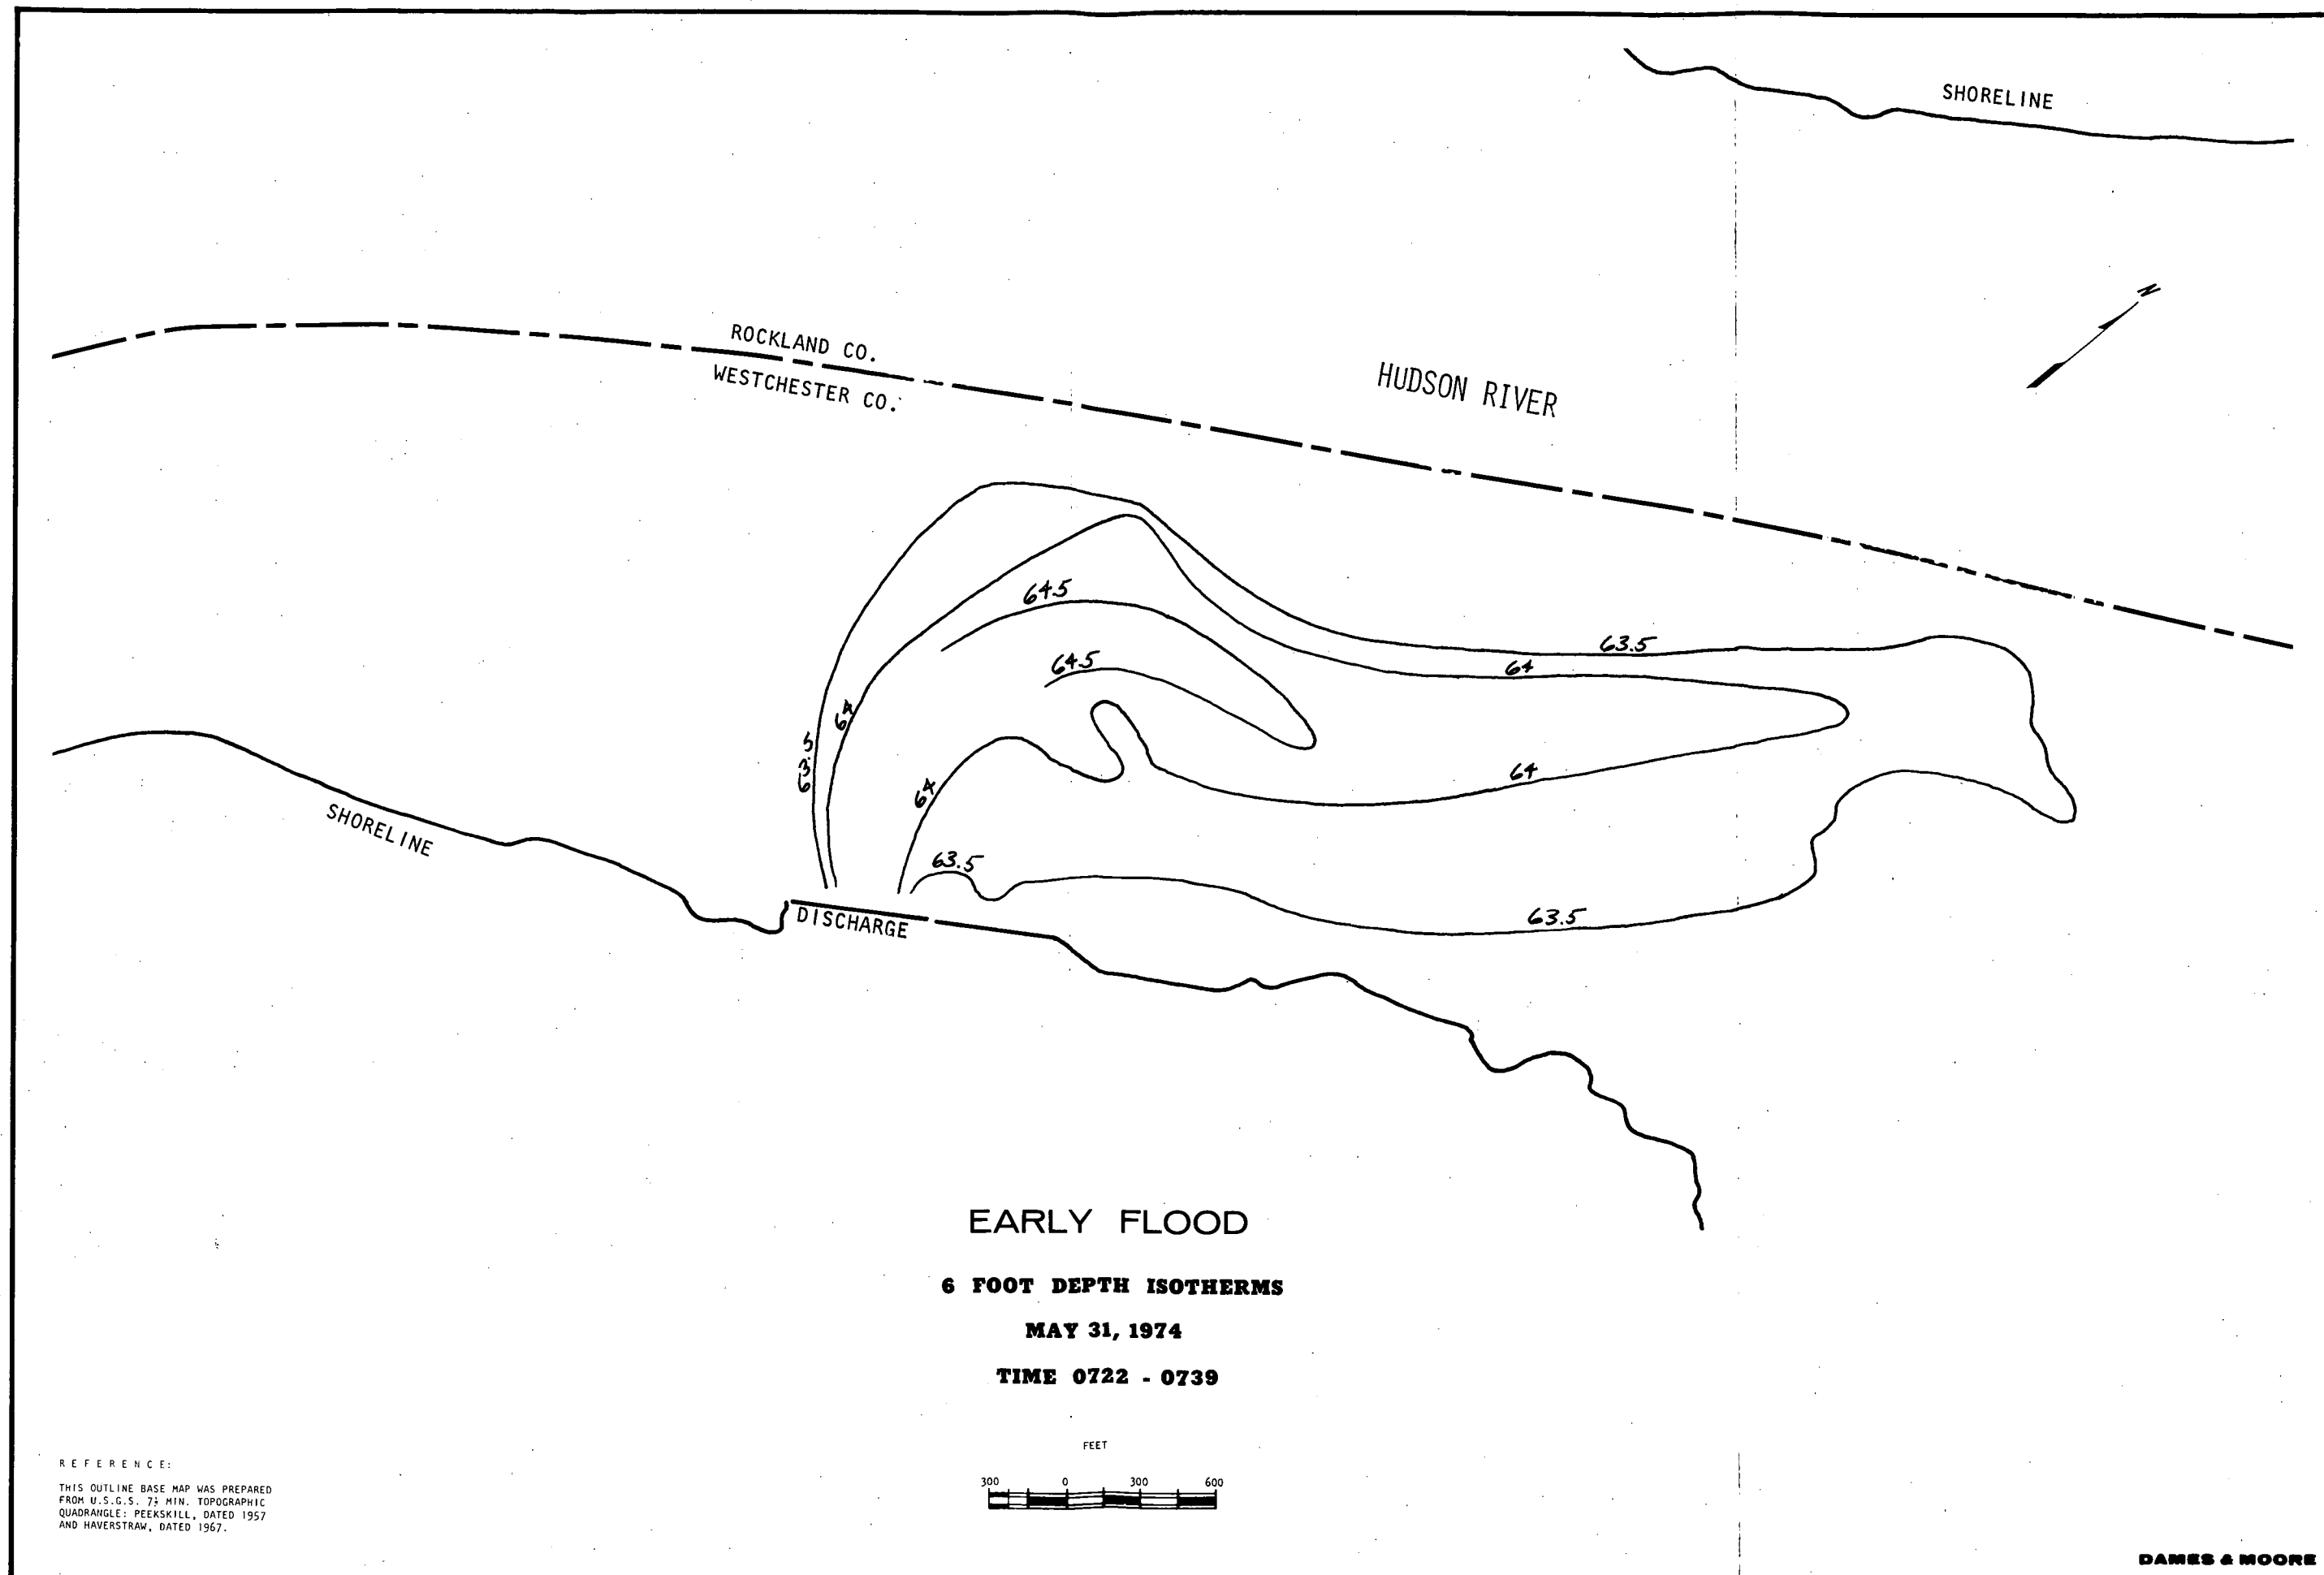 SHORELINE
N
ROCKLAND CO.
WESTCHESTER CO.
HUDSON RIVER
64.5
64.5
63.5
64
64
63.5
64
64
63.5
63.5
SHORELINE
DISCHARGE
EARLY FLOOD
6 FOOT DEPTH ISOTHERMS
MAY 31, 1974
TIME 0722 - 0739
FEET
300 0 300 600
REFERENCE:
THIS OUTLINE BASE MAP WAS PREPARED
FROM U.S.G.S. 7½ MIN. TOPOGRAPHIC
QUADRANGLE: PEEKSKILL, DATED 1957
AND HAVERSTRAW, DATED 1967.
DAMES & MOORE